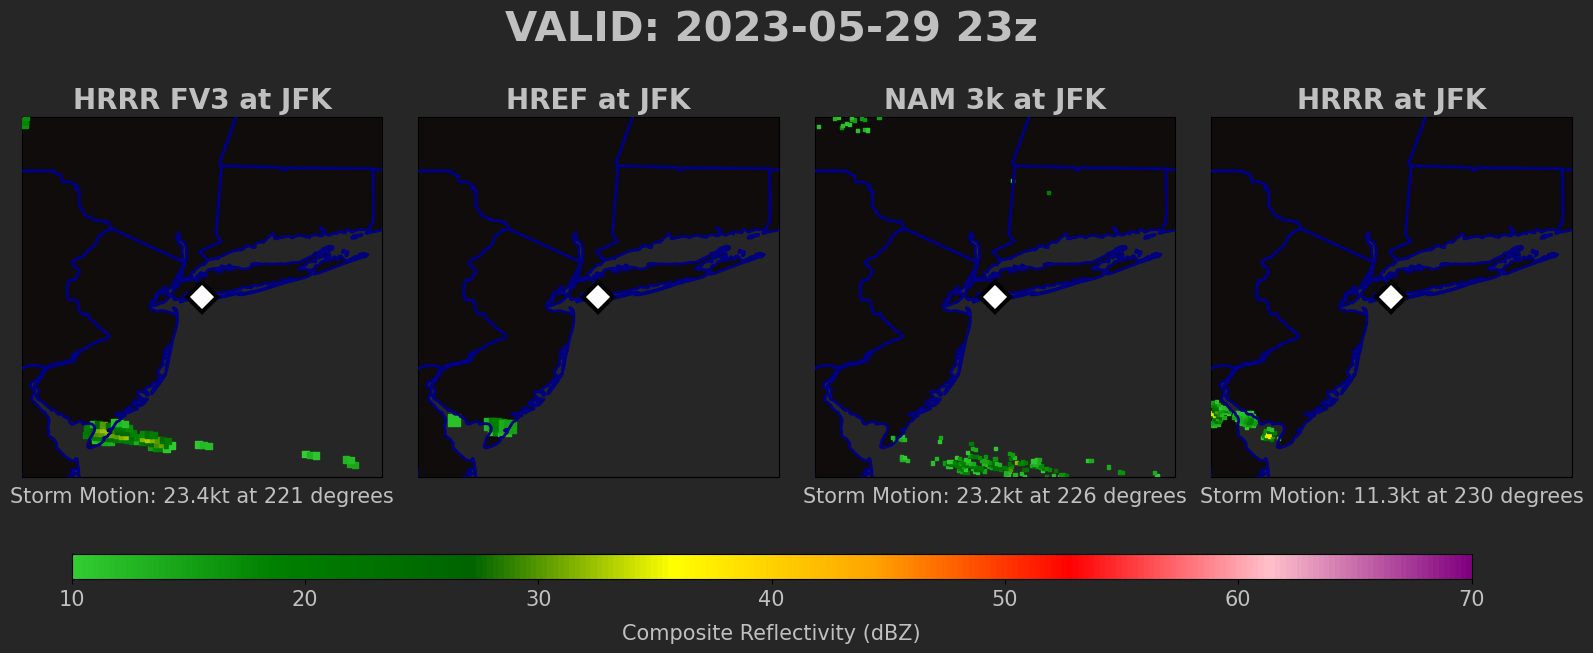 VALID: 2023-05-29 23z
HRRR FV3 at JFK
HREF at JFK
NAM 3k at JFK
HRRR at JFK
Storm Motion: 23.4kt at 221 degrees
Storm Motion: 23.2kt at 226 degrees
Storm Motion: 11.3kt at 230 degrees
10 20 30 40 50 60 70
Composite Reflectivity (dBZ)